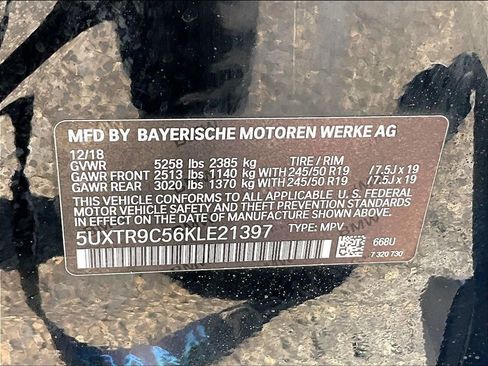 MFD BY BAYERISCHE MOTOREN WERKE AG
12/18
GVWR 5258 lbs 2385 kg TIRE / RIM
GAWR FRONT 2513 lbs 1140 kg WITH 245/50 R19 / 7.5J x 19
GAWR REAR 3020 lbs 1370 kg WITH 245/50 R19 / 7.5J x 19
THIS VEHICLE CONFORMS TO ALL APPLICABLE U.S. FEDERAL
MOTOR VEHICLE SAFETY AND THEFT PREVENTION STANDARDS
IN EFFECT ON THE DATE OF MANUFACTURE SHOWN ABOVE.
5UXTR9C56KLE21397 TYPE: MPV
668U
7 320 730